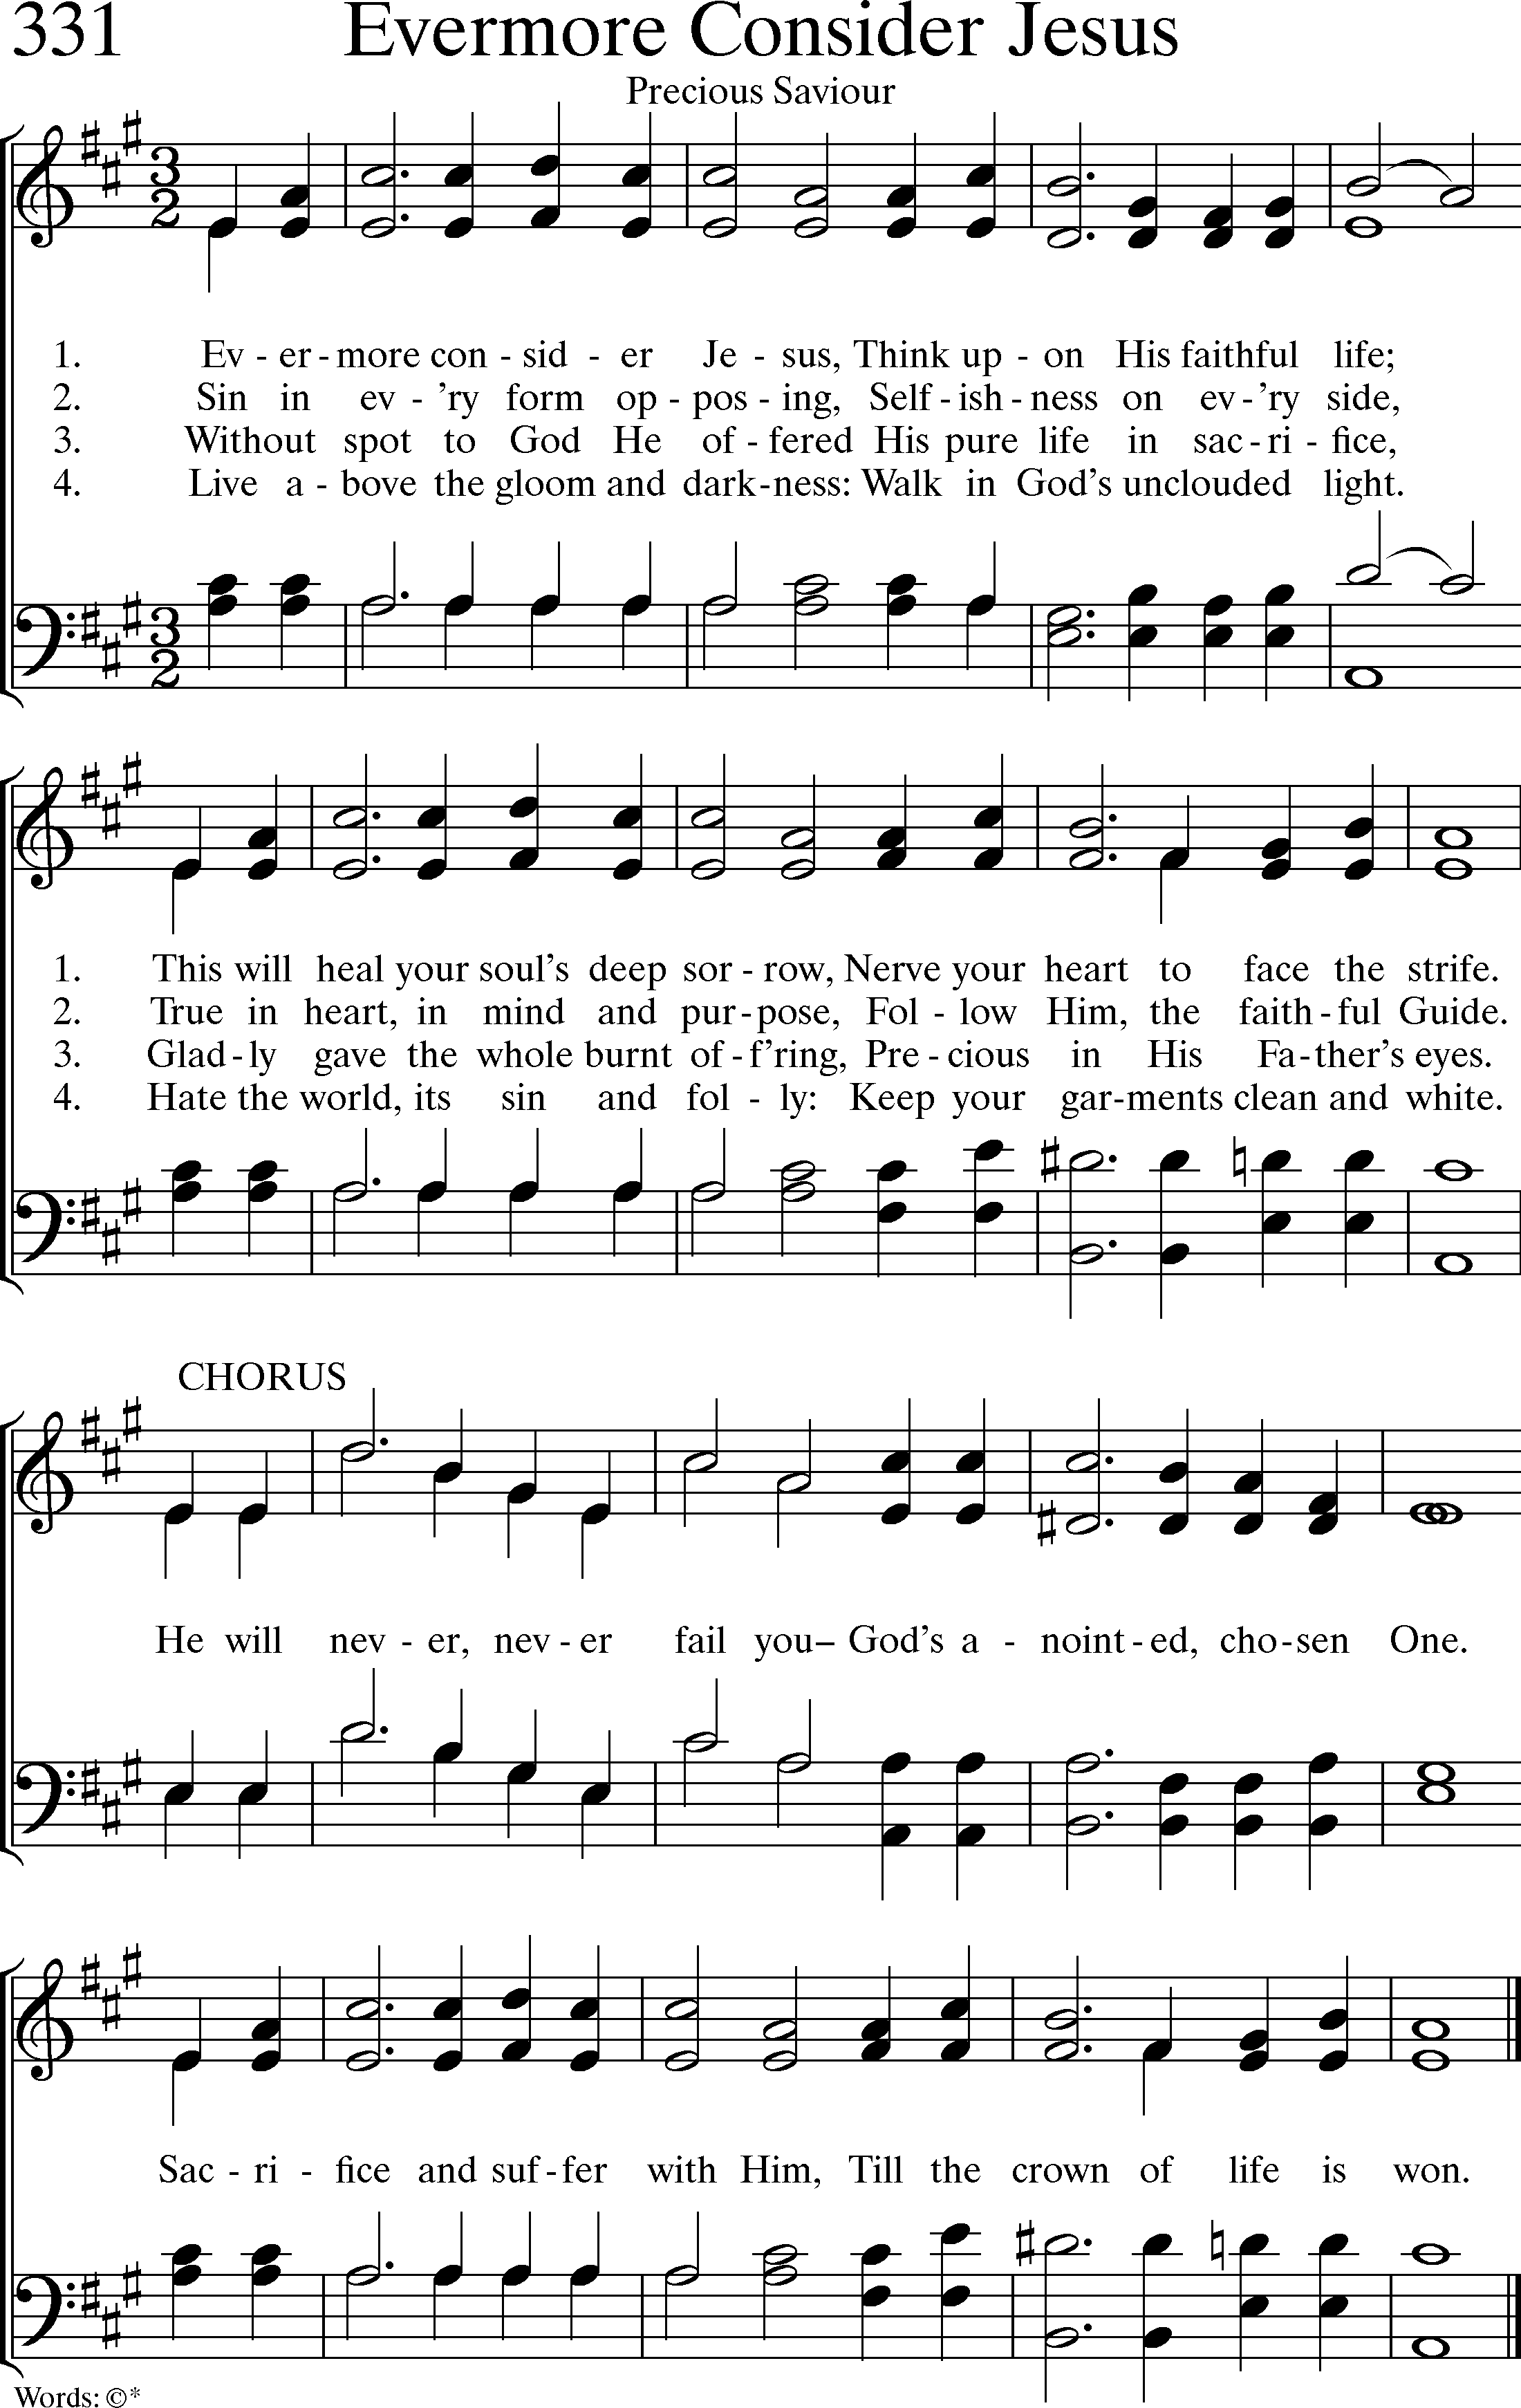 331 Evermore Consider Jesus
Precious Saviour
3 2
1. Ev - er - more con - sid - er Je - sus, Think up - on His faithful life;
2. Sin in ev - 'ry form op - pos - ing, Self - ish - ness on ev - 'ry side,
3. Without spot to God He of - fered His pure life in sac - ri - fice,
4. Live a - bove the gloom and dark - ness: Walk in God's unclouded light.
3 2
1. This will heal your soul's deep sor - row, Nerve your heart to face the strife.
2. True in heart, in mind and pur - pose, Fol - low Him, the faith - ful Guide.
3. Glad - ly gave the whole burnt of - f'ring, Pre - cious in His Fa - ther's eyes.
4. Hate the world, its sin and fol - ly: Keep your gar - ments clean and white.
CHORUS
He will nev - er, nev - er fail you– God's a - noint - ed, cho - sen One.
Sac - ri - fice and suf - fer with Him, Till the crown of life is won.
Words: ©*